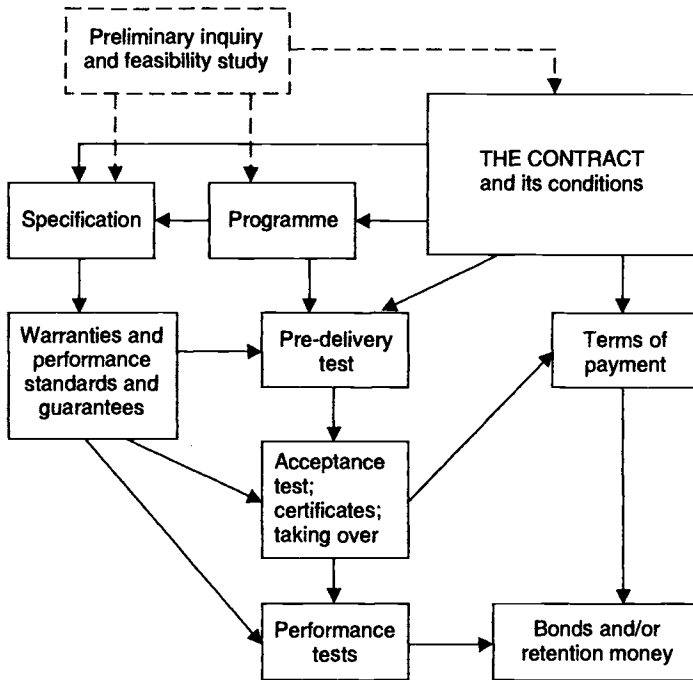 Preliminary inquiry
and feasibility study
THE CONTRACT
and its conditions
Specification
Programme
Warranties and
performance
standards and
guarantees
Pre-delivery
test
Terms of
payment
Acceptance
test;
certificates;
taking over
Performance
tests
Bonds and/or
retention money